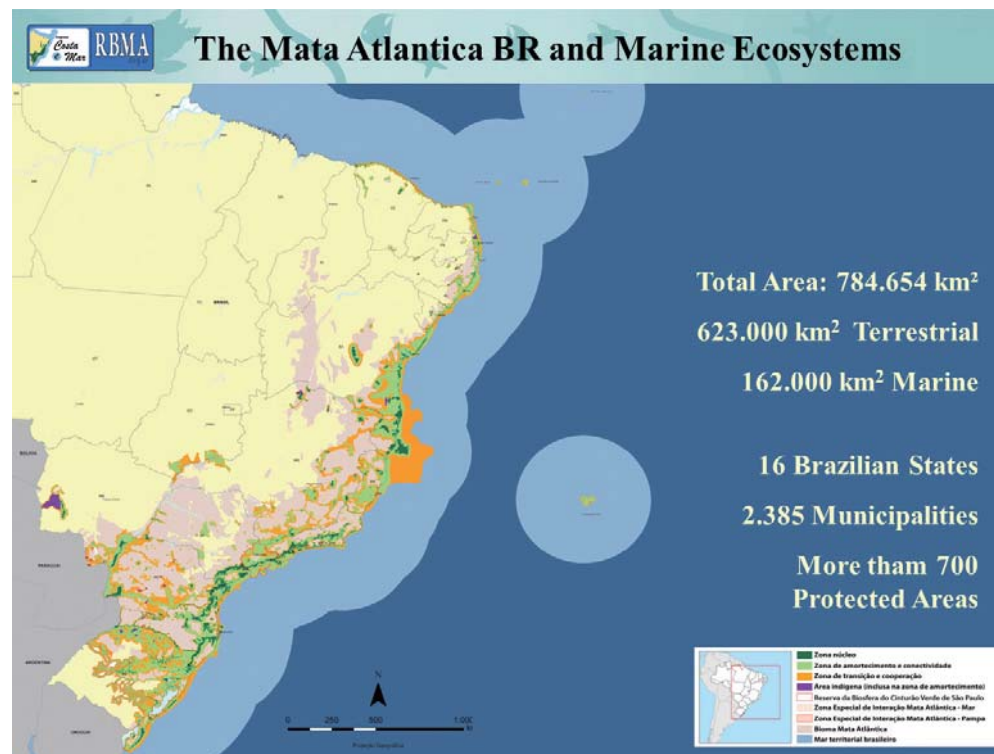 Costa
Mar
RBMA
The Mata Atlantica BR and Marine Ecosystems
Total Area: 784.654 km²
623.000 km² Terrestrial
162.000 km² Marine
16 Brazilian States
2.385 Municipalities
More tham 700
Protected Areas
BRASIL
BOLIVIA
PARAGUAI
ARGENTINA
URUGUAI
N
0 250 500 1.000
Km
Projeção Geográfica
Zona núcleo
Zona de amortecimento e conectividade
Zona de transição e cooperação
Área indígena (inclusa na zona de amortecimento)
Reserva da Biosfera do Cinturão Verde de São Paulo
Zona Especial de Interação Mata Atlântica - Mar
Zona Especial de Interação Mata Atlântica - Pampa
Bioma Mata Atlântica
Mar territorial brasileiro